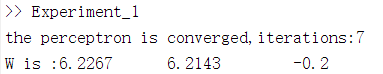 >> Experiment_1
the perceptron is converged,iterations:7
W is :6.2267 6.2143 -0.2